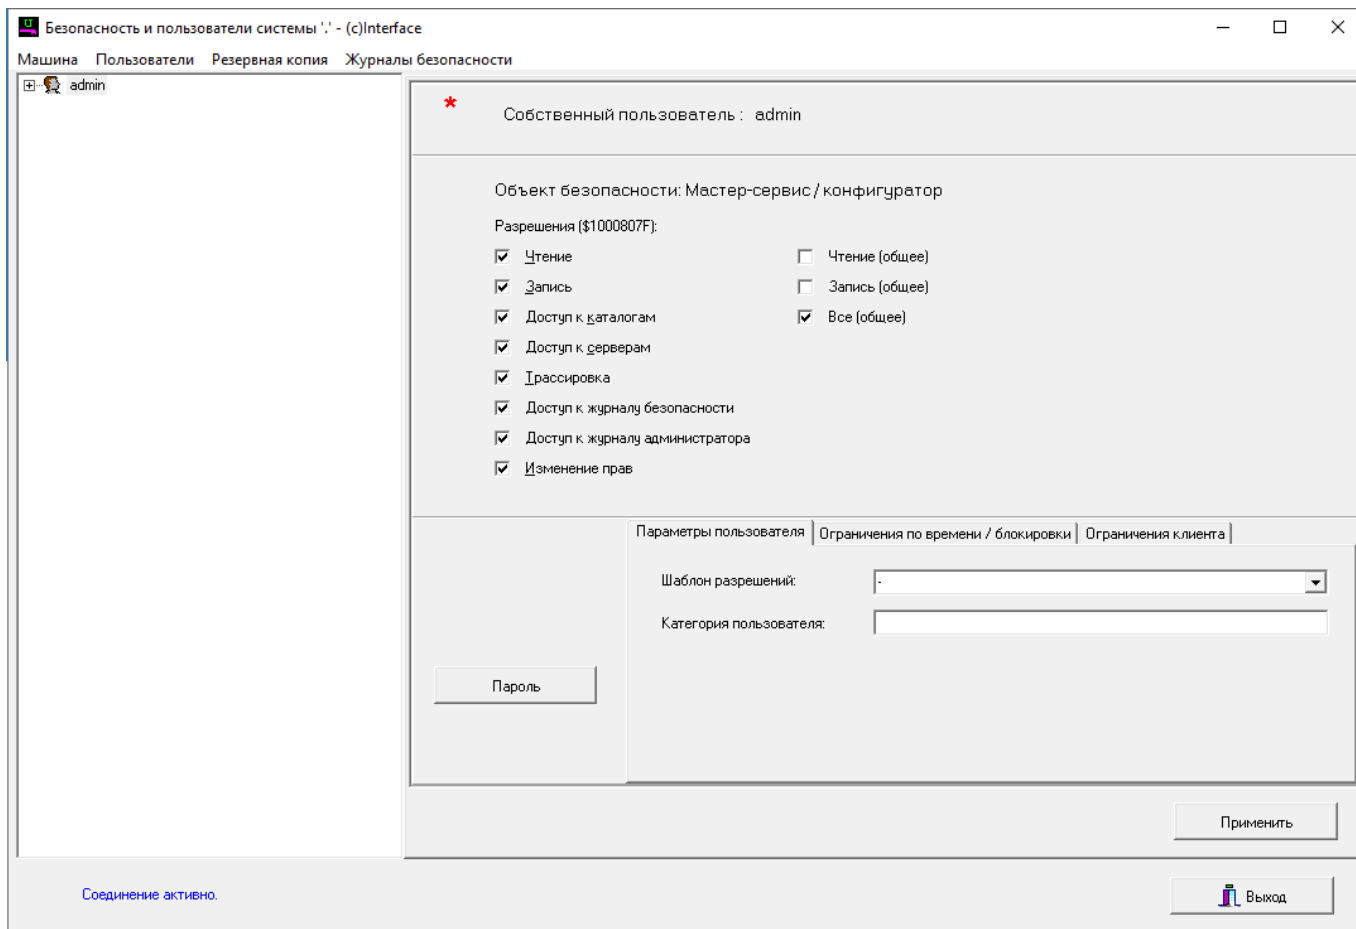 Безопасность и пользователи системы '.' - (c)Interface
Машина Пользователи Резервная копия Журналы безопасности
admin
* Собственный пользователь : admin
Объект безопасности: Мастер-сервис / конфигуратор
Разрешения ($1000807F):
Чтение Чтение (общее)
Запись Запись (общее)
Доступ к каталогам Все (общее)
Доступ к серверам
Трассировка
Доступ к журналу безопасности
Доступ к журналу администратора
Изменение прав
Параметры пользователя Ограничения по времени / блокировки Ограничения клиента
Шаблон разрешений: -
Категория пользователя:
Пароль
Применить
Соединение активно.
Выход